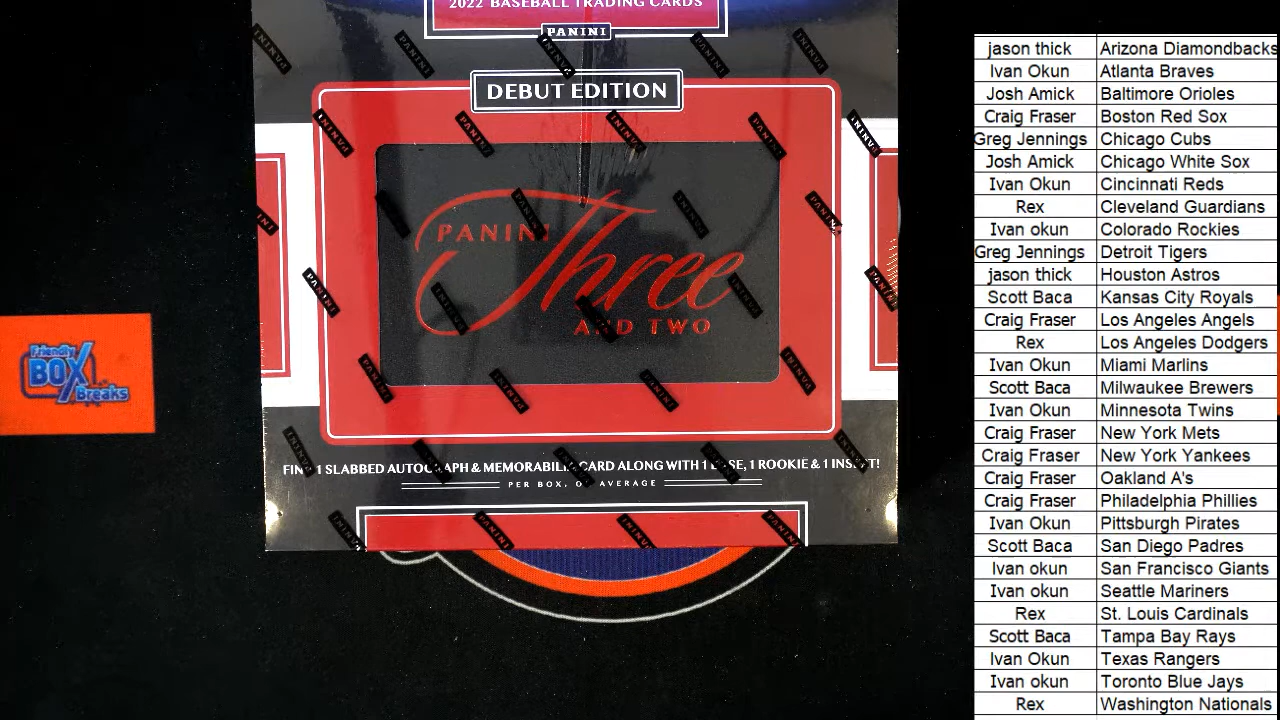 2022 BASEBALL TRADING CARDS
PANINI
DEBUT EDITION
PANINI Three
AND TWO
FIND 1 SLABBED AUTOGRAPH & MEMORABILIA CARD ALONG WITH 1 BASE, 1 ROOKIE & 1 INSERT!
PER BOX, ON AVERAGE
Friendly
BOX
Breaks
jason thick Arizona Diamondbacks
Ivan Okun Atlanta Braves
Josh Amick Baltimore Orioles
Craig Fraser Boston Red Sox
Greg Jennings Chicago Cubs
Josh Amick Chicago White Sox
Ivan Okun Cincinnati Reds
Rex Cleveland Guardians
Ivan okun Colorado Rockies
Greg Jennings Detroit Tigers
jason thick Houston Astros
Scott Baca Kansas City Royals
Craig Fraser Los Angeles Angels
Rex Los Angeles Dodgers
Ivan Okun Miami Marlins
Scott Baca Milwaukee Brewers
Ivan Okun Minnesota Twins
Craig Fraser New York Mets
Craig Fraser New York Yankees
Craig Fraser Oakland A's
Craig Fraser Philadelphia Phillies
Ivan Okun Pittsburgh Pirates
Scott Baca San Diego Padres
Ivan okun San Francisco Giants
Ivan okun Seattle Mariners
Rex St. Louis Cardinals
Scott Baca Tampa Bay Rays
Ivan Okun Texas Rangers
Ivan okun Toronto Blue Jays
Rex Washington Nationals